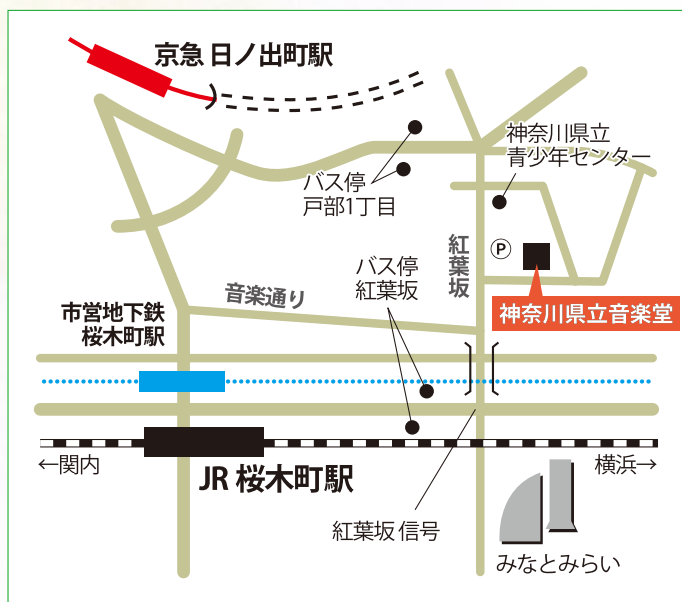 京急 日ノ出町駅
神奈川県立
青少年センター
バス停
戸部1丁目
紅葉坂
P
バス停
紅葉坂
音楽通り
神奈川県立音楽堂
市営地下鉄
桜木町駅
←関内
横浜→
JR 桜木町駅
紅葉坂 信号
みなとみらい